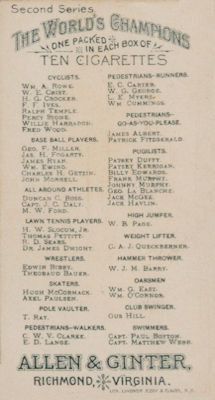 Second Series
THE WORLD'S CHAMPIONS
ONE PACKED IN EACH BOX OF
TEN CIGARETTES
CYCLISTS.
WM. A. ROWE.
W. E. CRIST.
H. G. CROCKER.
F. F. IVES.
RALPH TEMPLE.
PERCY STONE.
WILLIE HARRADON.
FRED WOOD.
BASE BALL PLAYERS.
GEO. F. MILLER.
JAS. H. FOGARTY.
JAMES RYAN.
WM. EWING.
CHARLES H. GETZIN.
JOHN MORRELL.
ALL AROUND ATHLETES.
DUNCAN C. ROSS.
CAPT. J. C. DALY.
M. W. FORD.
LAWN TENNIS PLAYERS.
H. W. SLOCUM, JR.
THOMAS PETTITT.
R. D. SEARS.
DR. JAMES DWIGHT.
WRESTLERS.
EDWIN BIBBY.
THEOBAUD BAUER.
SKATERS.
HUGH MCCORMACK.
AXEL PAULSEN.
POLE VAULTER.
T. RAY.
PEDESTRIANS-WALKERS.
C. W. V. CLARKE.
E. D. LANGE.
PEDESTRIANS-RUNNERS.
E. C. CARTER.
W. G. GEORGE.
L. E. MYERS.
WM CUMMINGS.
PEDESTRIANS-
GO-AS-YOU-PLEASE.
JAMES ALBERT.
PATRICK FITZGERALD.
PUGILISTS.
PATSEY DUFFY.
PATSEY KERRIGAN.
BILLY EDWARDS.
FRANK MURPHY.
JOHNNY MURPHY.
GEO. LA BLANCHE.
JACK MCGEE.
JACK HAVLIN.
HIGH JUMPER.
W. B. PAGE.
WEIGHT LIFTER.
C. A. J. QUECKBERNER.
HAMMER THROWER.
W. J. M. BARRY.
OARSMEN
WM. G. EAST.
WM. O'CONNOR.
CLUB SWINGER.
GUS HILL.
SWIMMERS.
CAPT. PAUL BOYTON.
CAPT. MATTHEW WEBB.
ALLEN & GINTER,
RICHMOND, VIRGINIA.